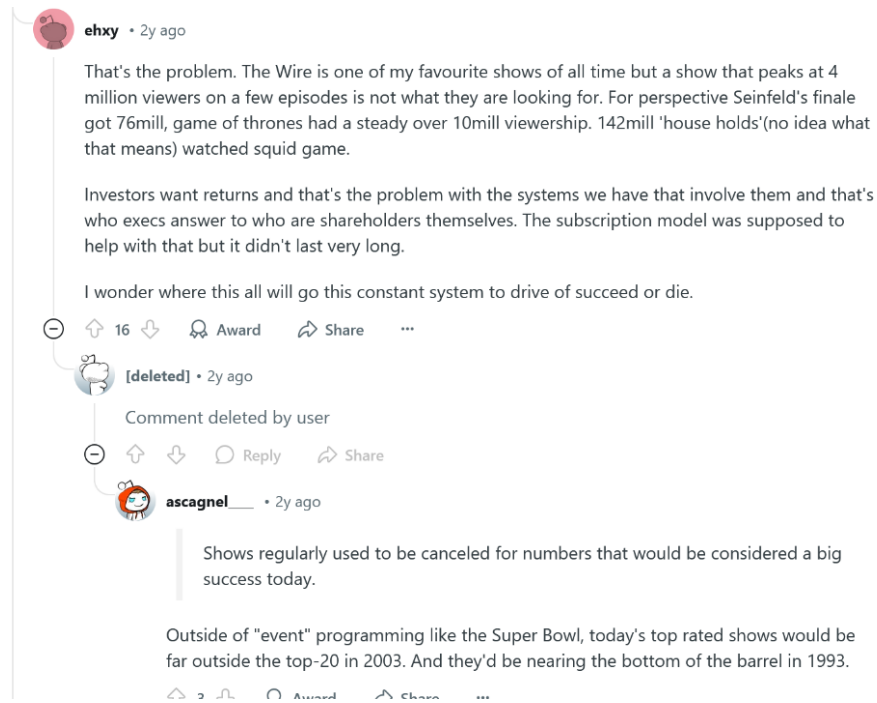 ehxy • 2y ago
That's the problem. The Wire is one of my favourite shows of all time but a show that peaks at 4
million viewers on a few episodes is not what they are looking for. For perspective Seinfeld's finale
got 76mill, game of thrones had a steady over 10mill viewership. 142mill 'house holds'(no idea what
that means) watched squid game.
Investors want returns and that's the problem with the systems we have that involve them and that's
who execs answer to who are shareholders themselves. The subscription model was supposed to
help with that but it didn't last very long.
I wonder where this all will go this constant system to drive of succeed or die.
16 Award Share ...
[deleted] • 2y ago
Comment deleted by user
Reply Share
ascagnel___ • 2y ago
Shows regularly used to be canceled for numbers that would be considered a big
success today.
Outside of "event" programming like the Super Bowl, today's top rated shows would be
far outside the top-20 in 2003. And they'd be nearing the bottom of the barrel in 1993.
Award Share ...